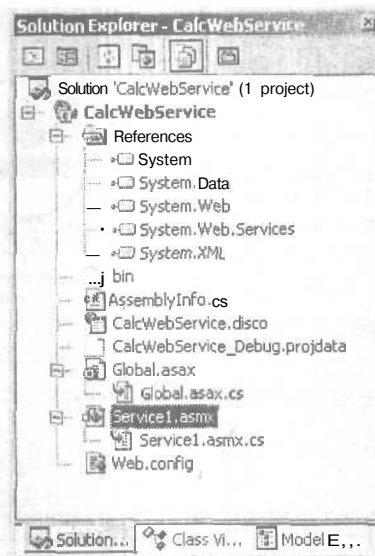 Solution Explorer - CalcWebService
Solution 'CalcWebService' (1 project)
CalcWebService
References
System
System.Data
System.Web
System.Web.Services
System.XML
bin
AssemblyInfo.cs
CalcWebService.disco
CalcWebService_Debug.projdata
Global.asax
Global.asax.cs
Service1.asmx
Service1.asmx.cs
Web.config
Solution... Class Vi... Model E,,.